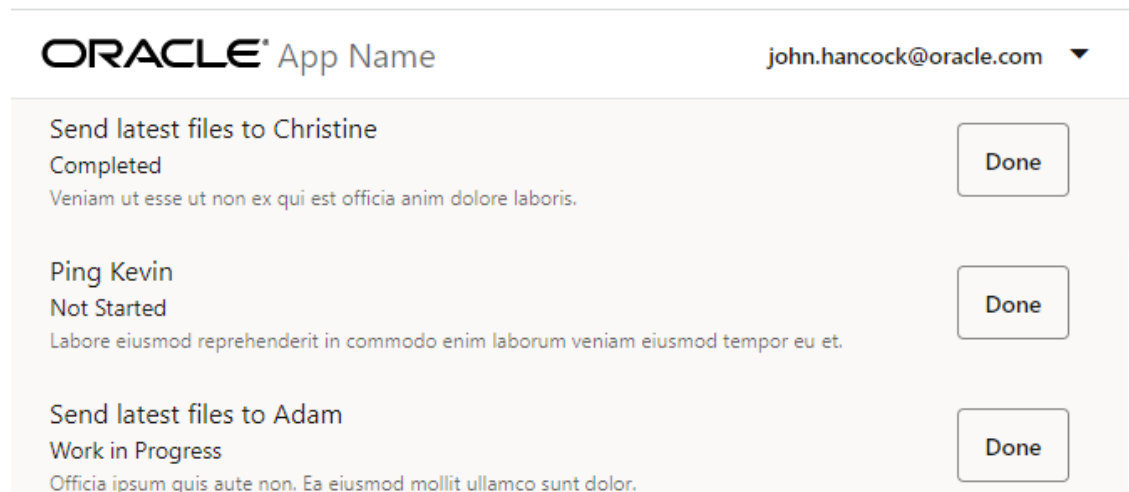 ORACLE App Name
john.hancock@oracle.com
Send latest files to Christine
Completed
Veniam ut esse ut non ex qui est officia anim dolore laboris.
Done
Ping Kevin
Not Started
Labore eiusmod reprehenderit in commodo enim laborum veniam eiusmod tempor eu et.
Done
Send latest files to Adam
Work in Progress
Officia ipsum quis aute non. Ea eiusmod mollit ullamco sunt dolor.
Done